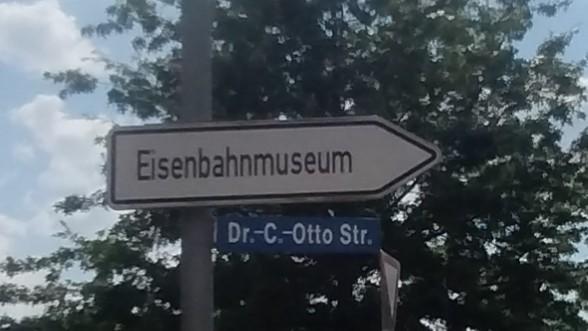 Eisenbahnmuseum
Dr.-C.-Otto Str.